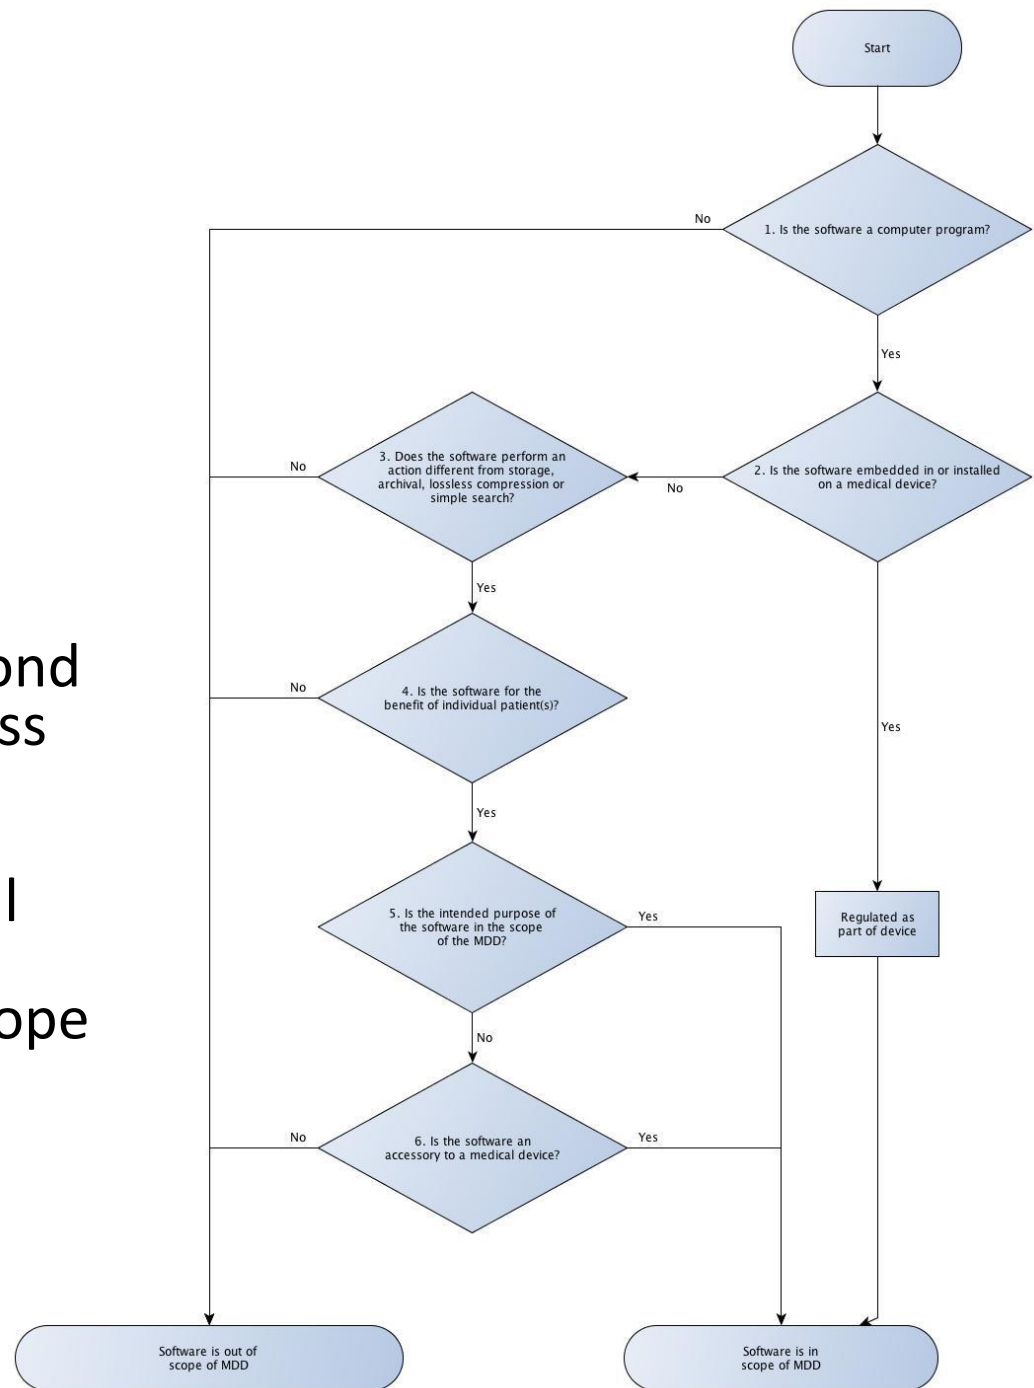 Start
No
1. Is the software a computer program?
Yes
3. Does the software perform an
action different from storage,
archival, lossless compression or
simple search?
No
No
2. Is the software embedded in or installed
on a medical device?
Yes
ond
ss
No
4. Is the software for the
benefit of individual patient(s)?
Yes
Yes
l
5. Is the intended purpose of
the software in the scope
of the MDD?
Yes
Regulated as
part of device
ope
No
No
6. Is the software an
accessory to a medical device?
Yes
Software is out of
scope of MDD
Software is in
scope of MDD